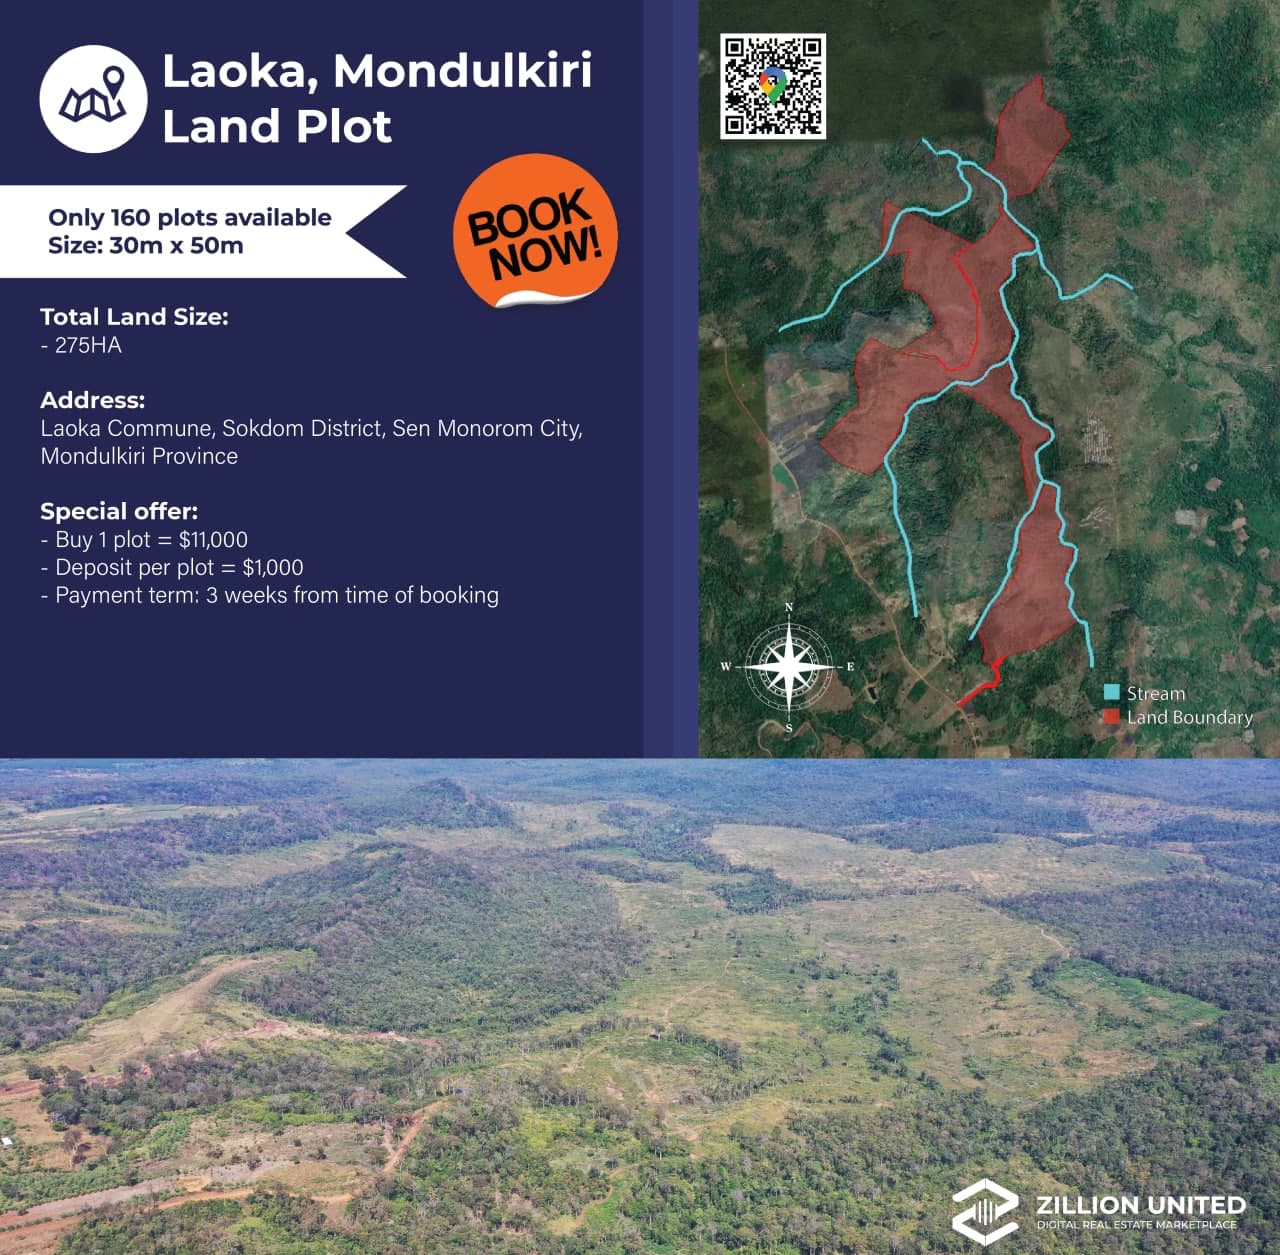 Laoka, Mondulkiri
Land Plot
Only 160 plots available
Size: 30m x 50m
BOOK
NOW!
Total Land Size:
- 275HA
Address:
Laoka Commune, Sokdom District, Sen Monorom City,
Mondulkiri Province
Special offer:
- Buy 1 plot = $11,000
- Deposit per plot = $1,000
- Payment term: 3 weeks from time of booking
N
W
E
S
Stream
Land Boundary
ZILLION UNITED
DIGITAL REAL ESTATE MARKETPLACE